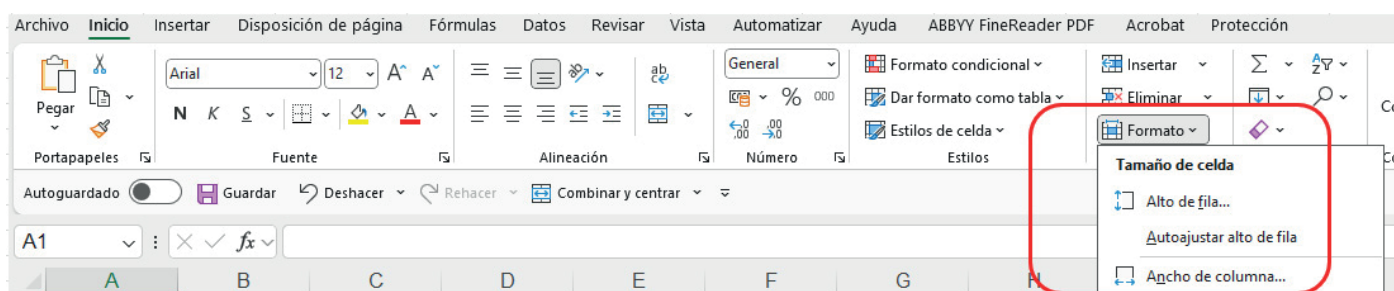 Archivo Inicio Insertar Disposición de página Fórmulas Datos Revisar Vista Automatizar Ayuda ABBYY FineReader PDF Acrobat Protección
Pegar
Arial 12 A A
N K S A
ab
General
% 000
Formato condicional
Dar formato como tabla
Estilos de celda
Insertar
Eliminar
Formato
Portapapeles Fuente Alineación Número Estilos
Tamaño de celda
Alto de fila...
Autoajustar alto de fila
Ancho de columna...
Autoguardado Guardar Deshacer Rehacer Combinar y centrar
A1 fx
A B C D E F G H